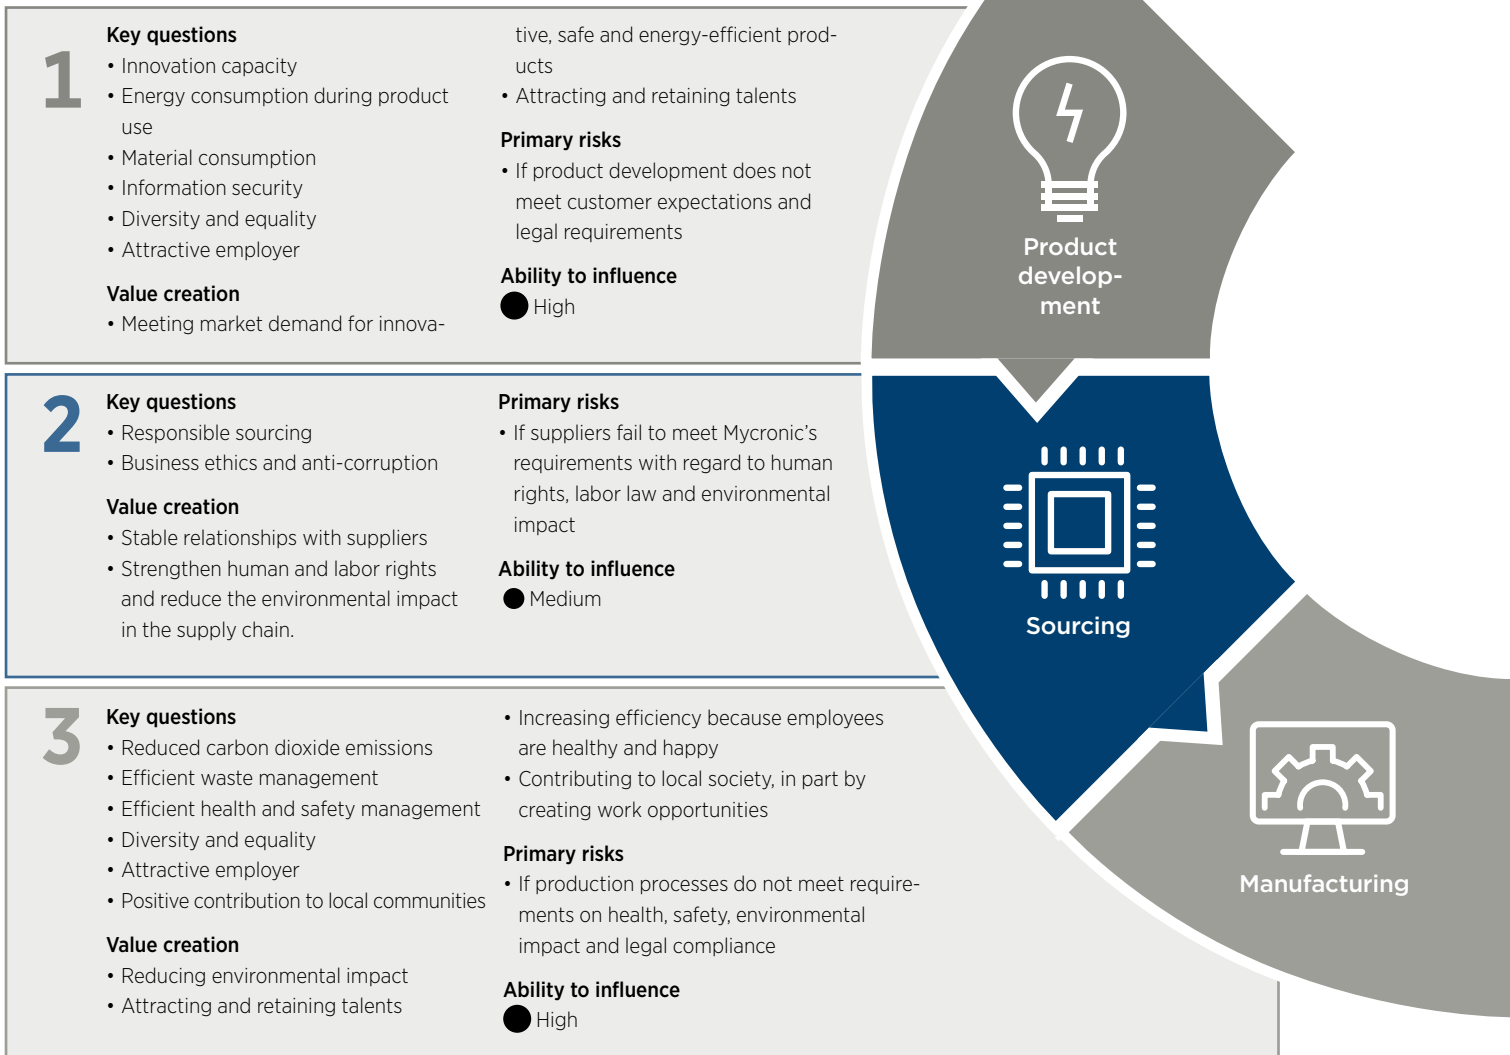 1
Key questions
• Innovation capacity
• Energy consumption during product
use
• Material consumption
• Information security
• Diversity and equality
• Attractive employer
Value creation
• Meeting market demand for innova-
tive, safe and energy-efficient prod-
ucts
• Attracting and retaining talents
Primary risks
• If product development does not
meet customer expectations and
legal requirements
Ability to influence
High
Product
develop-
ment
2
Key questions
• Responsible sourcing
• Business ethics and anti-corruption
Value creation
• Stable relationships with suppliers
• Strengthen human and labor rights
and reduce the environmental impact
in the supply chain.
Primary risks
• If suppliers fail to meet Mycronic's
requirements with regard to human
rights, labor law and environmental
impact
Ability to influence
Medium
Sourcing
3
Key questions
• Reduced carbon dioxide emissions
• Efficient waste management
• Efficient health and safety management
• Diversity and equality
• Attractive employer
• Positive contribution to local communities
Value creation
• Reducing environmental impact
• Attracting and retaining talents
• Increasing efficiency because employees
are healthy and happy
• Contributing to local society, in part by
creating work opportunities
Primary risks
• If production processes do not meet require-
ments on health, safety, environmental
impact and legal compliance
Ability to influence
High
Manufacturing